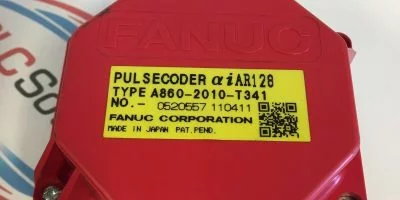 FANUC
PULSECODER αiAR128
TYPE A860-2010-T341
NO.- 0520557 110411
FANUC CORPORATION
MADE IN JAPAN PAT.PEND.